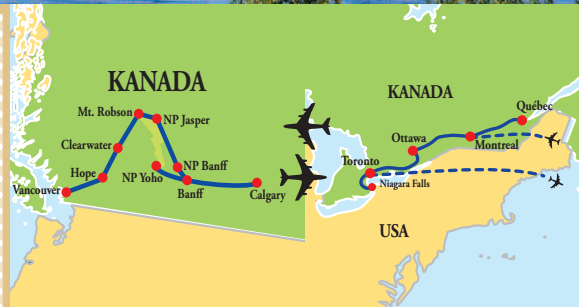 KANADA
Mt. Robson
NP Jasper
Clearwater
NP Banff
Hope
NP Yoho
Vancouver
Banff
Calgary
KANADA
Québec
Ottawa
Montreal
Toronto
Niagara Falls
USA